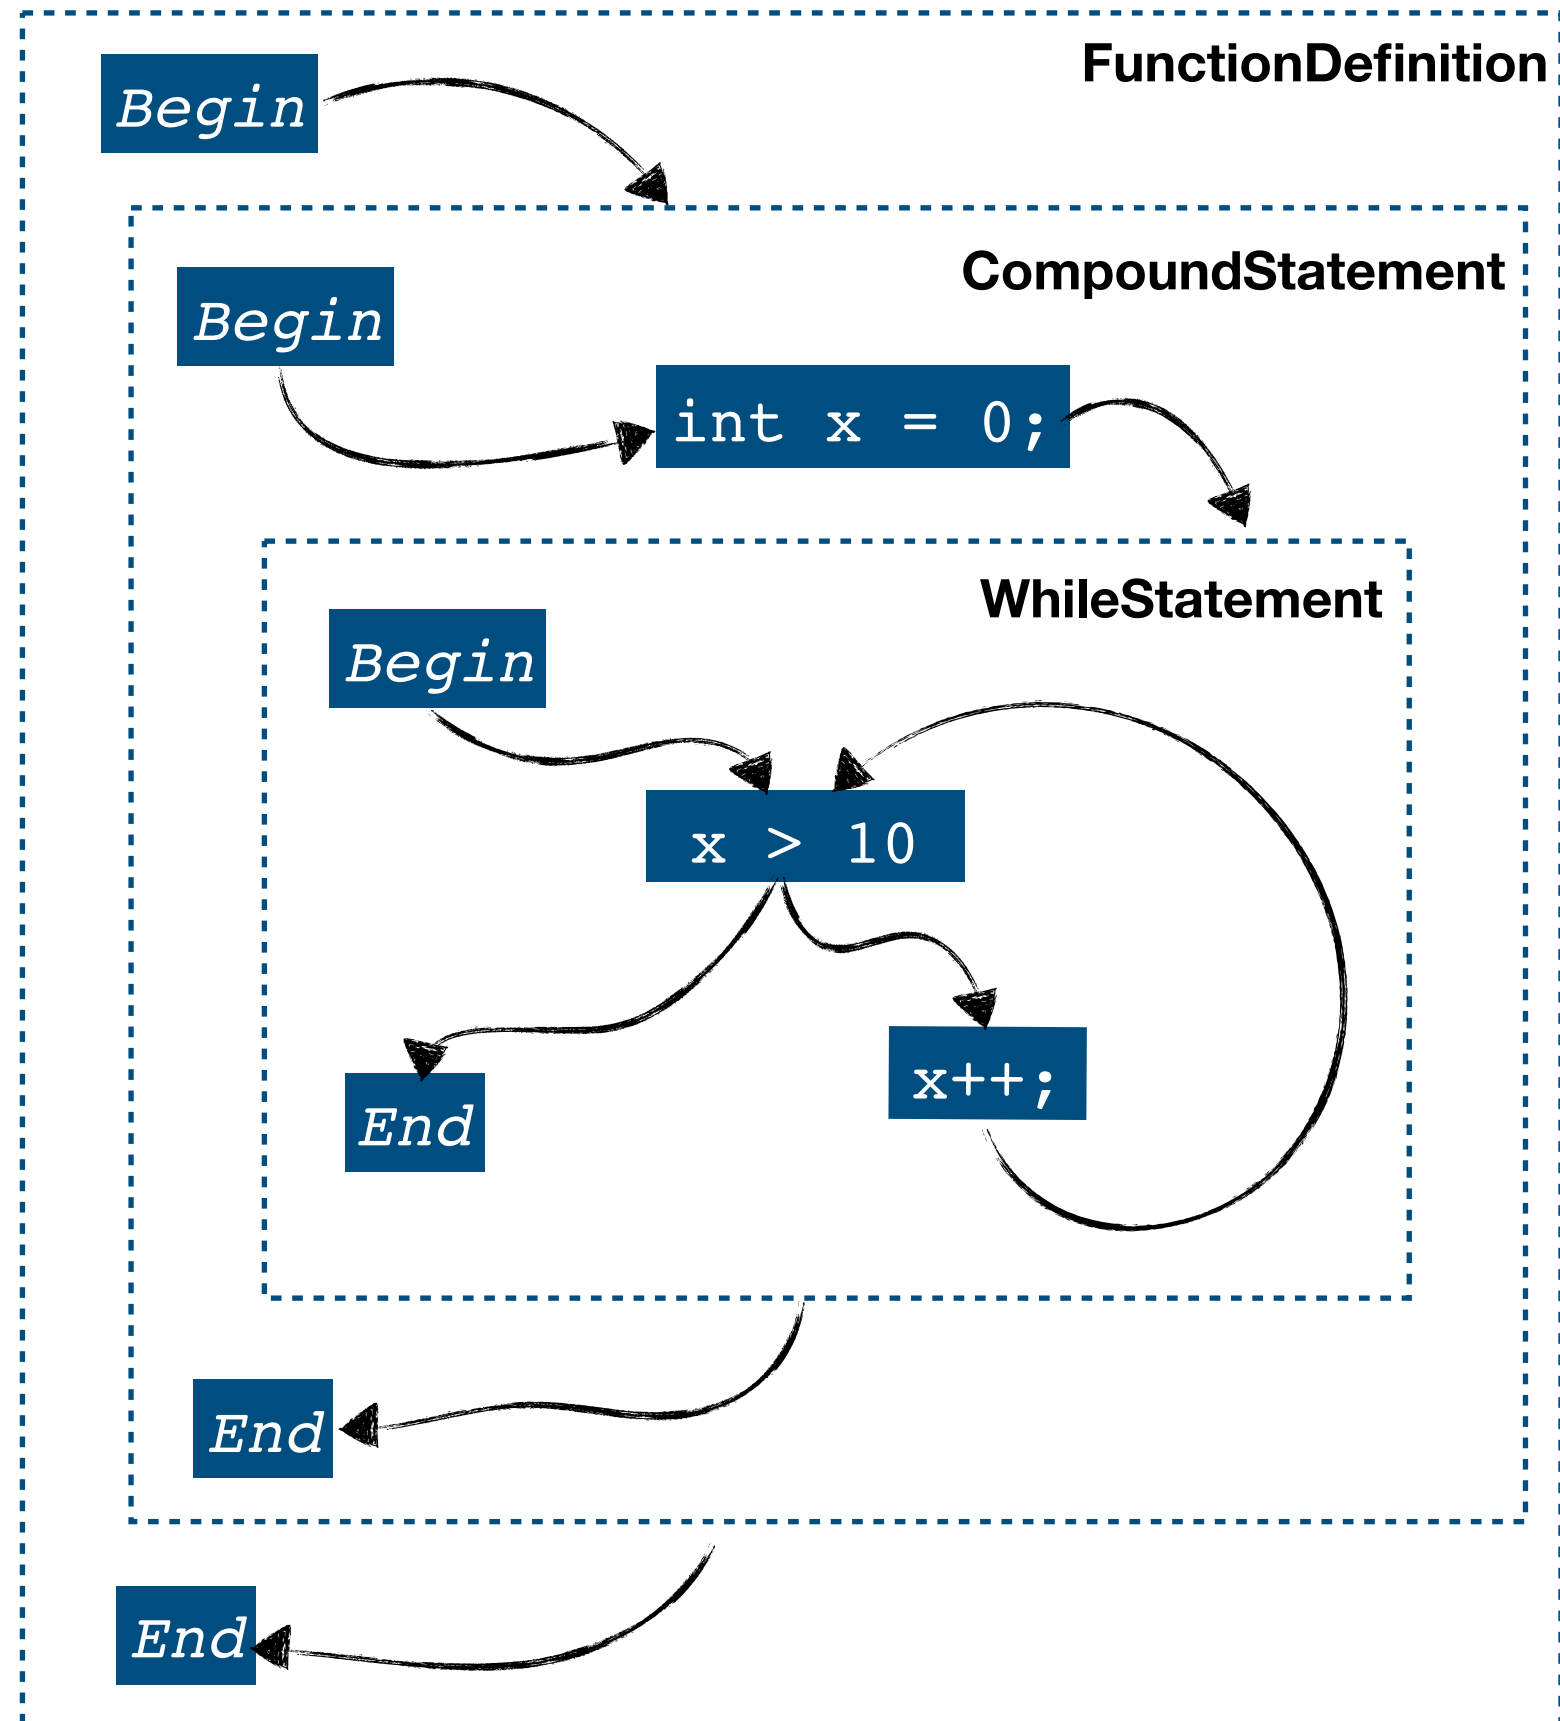 FunctionDefinition
Begin
CompoundStatement
Begin
int x = 0;
WhileStatement
Begin
x > 10
x++;
End
End
End